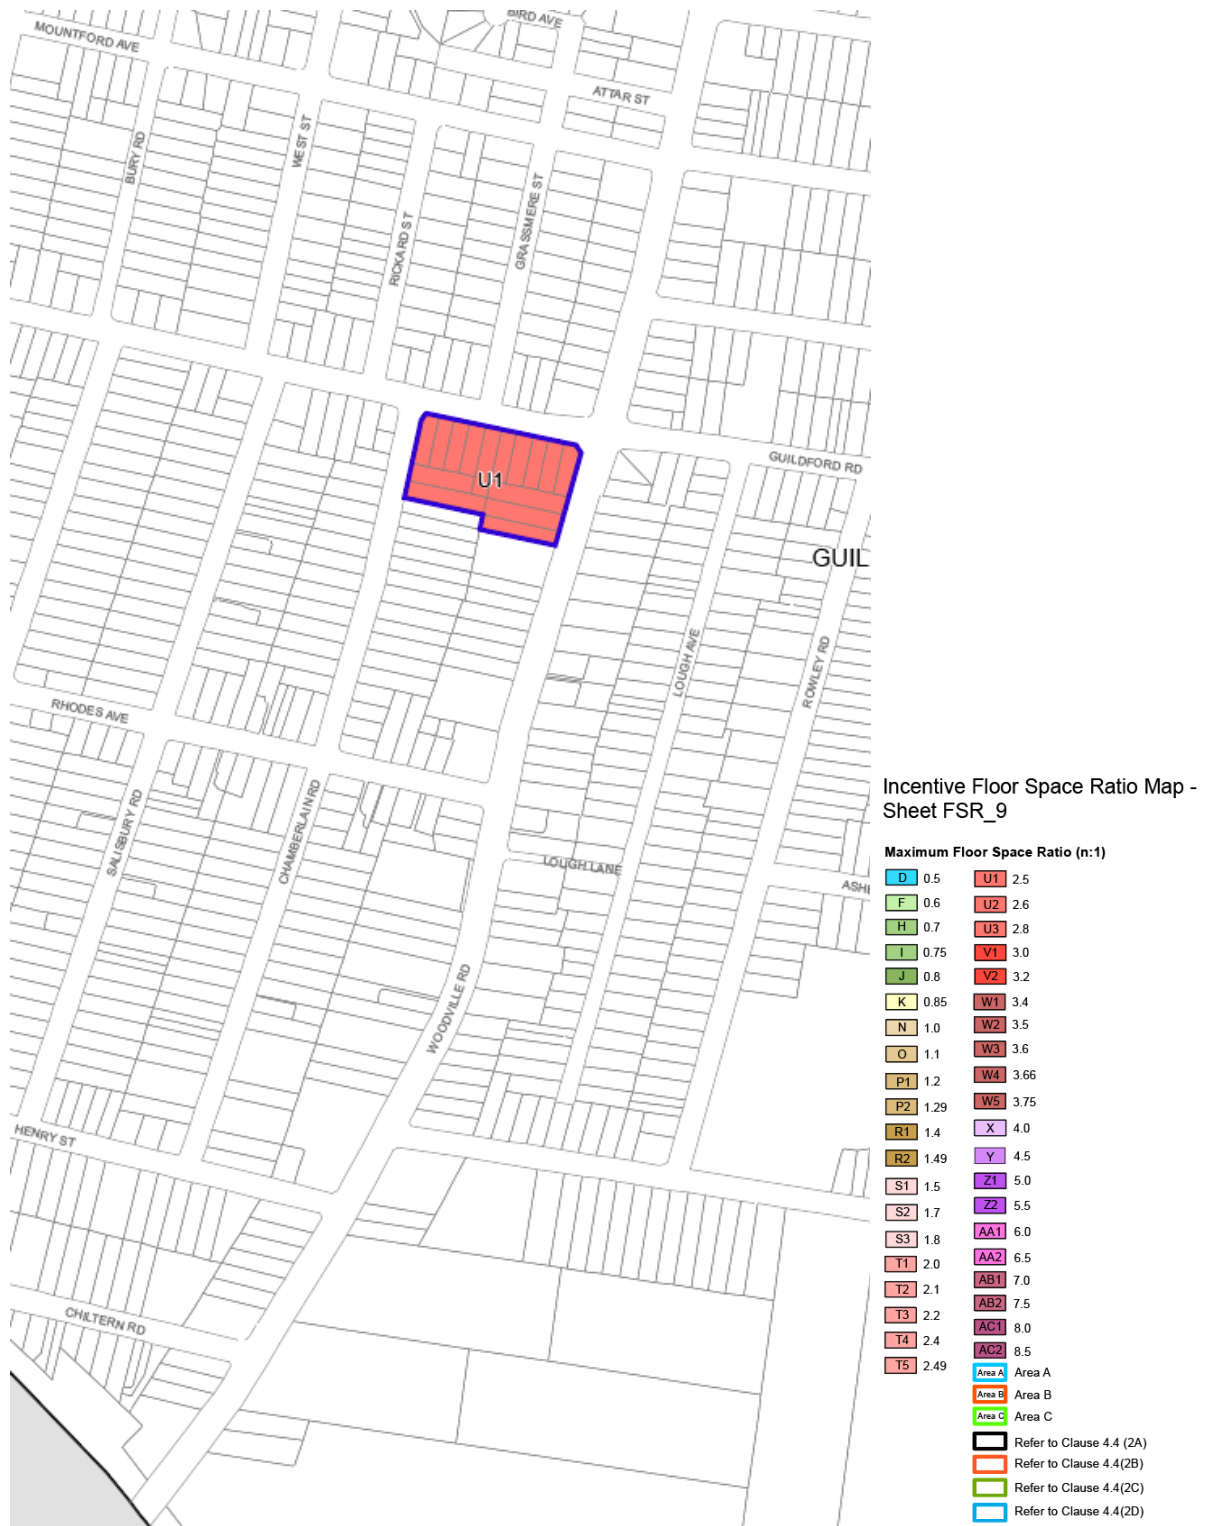 BIRD AVE
MOUNTFORD AVE
ATTAR ST
BURY RD
WEST ST
RICKARD ST
GRASSMERE ST
GUILDFORD RD
U1
GUIL
LOUGH AVE
ROWLEY RD
RHODES AVE
SALISBURY RD
CHAMBERLAIN RD
LOUGH LANE
ASH
WOODVILLE RD
HENRY ST
CHILTERN RD
Incentive Floor Space Ratio Map -
Sheet FSR_9
Maximum Floor Space Ratio (n:1)
D 0.5
F 0.6
H 0.7
I 0.75
J 0.8
K 0.85
N 1.0
O 1.1
P1 1.2
P2 1.29
R1 1.4
R2 1.49
S1 1.5
S2 1.7
S3 1.8
T1 2.0
T2 2.1
T3 2.2
T4 2.4
T5 2.49
U1 2.5
U2 2.6
U3 2.8
V1 3.0
V2 3.2
W1 3.4
W2 3.5
W3 3.6
W4 3.66
W5 3.75
X 4.0
Y 4.5
Z1 5.0
Z2 5.5
AA1 6.0
AA2 6.5
AB1 7.0
AB2 7.5
AC1 8.0
AC2 8.5
Area A Area A
Area B Area B
Area C Area C
Refer to Clause 4.4 (2A)
Refer to Clause 4.4(2B)
Refer to Clause 4.4(2C)
Refer to Clause 4.4(2D)